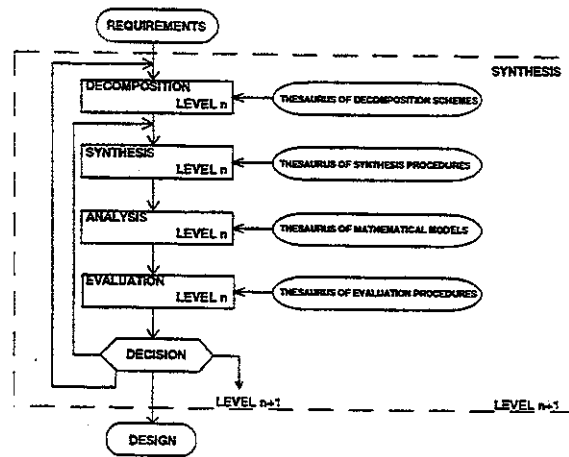 REQUIREMENTS
SYNTHESIS
DECOMPOSITION
LEVEL n
THESAURUS OF DECOMPOSITION SCHEMES
SYNTHESIS
LEVEL n
THESAURUS OF SYNTHESIS PROCEDURES
ANALYSIS
LEVEL n
THESAURUS OF MATHEMATICAL MODELS
EVALUATION
LEVEL n
THESAURUS OF EVALUATION PROCEDURES
DECISION
LEVEL n+1
LEVEL n+1
DESIGN